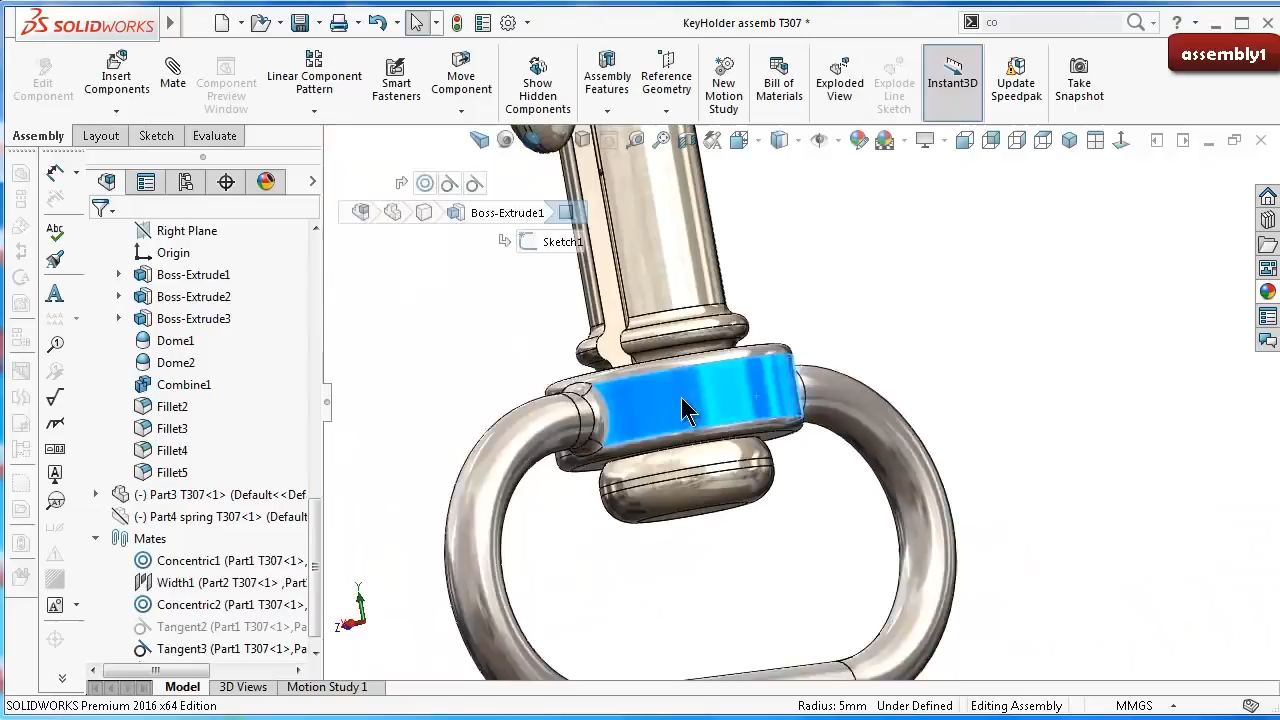 SOLIDWORKS
KeyHolder assemb T307 *
co
?
assembly1
Edit Component
Insert Components
Mate
Component Preview Window
Linear Component Pattern
Smart Fasteners
Move Component
Show Hidden Components
Assembly Features
Reference Geometry
New Motion Study
Bill of Materials
Exploded View
Explode Line Sketch
Instant3D
Update Speedpak
Take Snapshot
Assembly
Layout
Sketch
Evaluate
Boss-Extrude1
Sketch1
Right Plane
Origin
Boss-Extrude1
Boss-Extrude2
Boss-Extrude3
Dome1
Dome2
Combine1
Fillet2
Fillet3
Fillet4
Fillet5
(-) Part3 T307<1> (Default<<Def
(-) Part4 spring T307<1> (Default
Mates
Concentric1 (Part1 T307<1>,
Width1 (Part2 T307<1> ,Part
Concentric2 (Part1 T307<1>,
Tangent2 (Part1 T307<1>,Pa
Tangent3 (Part1 T307<1>,Pa
Abc
A
Y
Z
Model
3D Views
Motion Study 1
SOLIDWORKS Premium 2016 x64 Edition
Radius: 5mm
Under Defined
Editing Assembly
MMGS